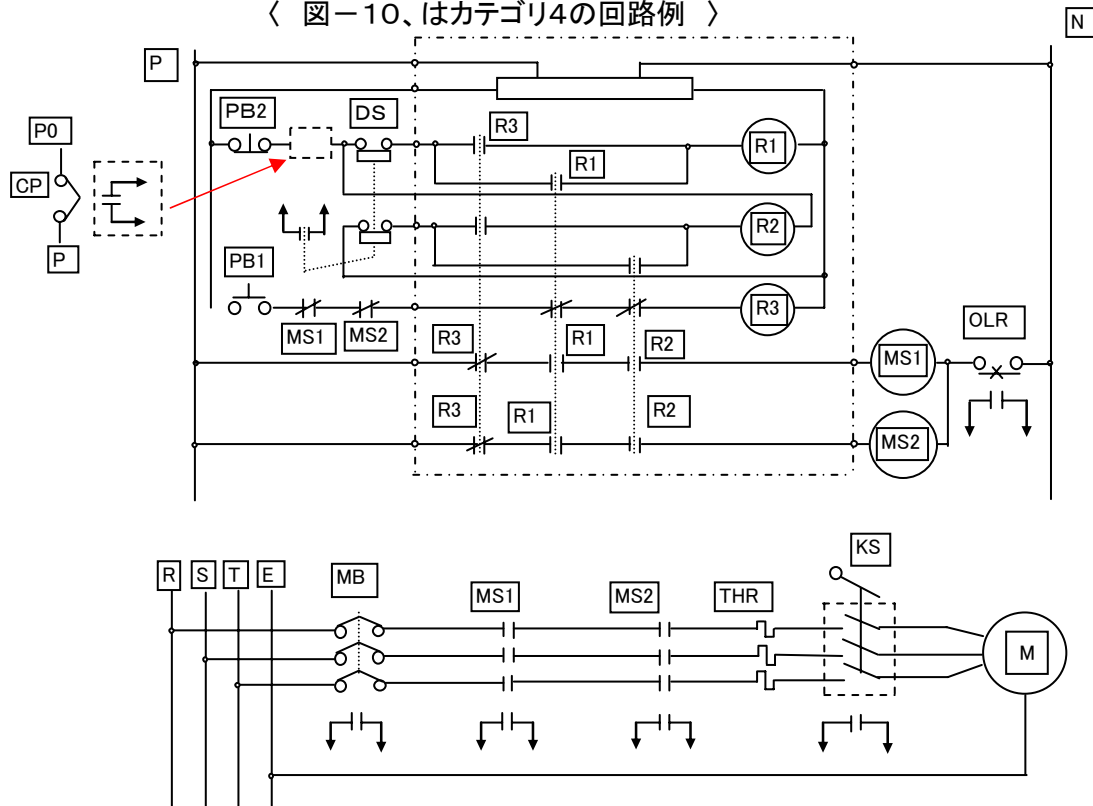 〈 図－10、はカテゴリ4の回路例 〉
N
P
PB2
DS
R3
R1
P0
CP
P
R1
R2
PB1
R3
MS1
MS2
R3
R1
R2
OLR
MS1
R3
R1
R2
MS2
KS
R
S
T
E
MB
MS1
MS2
THR
M